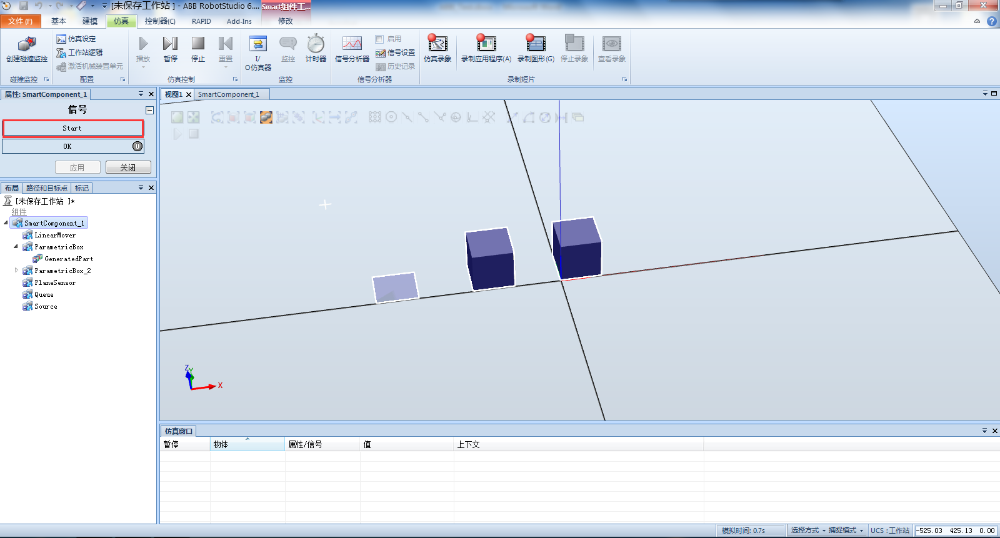 [未保存工作站 ] - ABB RobotStudio 6.... Smart组件工...
文件(F) 基本 建模 仿真 控制器(C) RAPID Add-Ins 修改
创建碰撞监控
仿真设定
工作站逻辑
激活机械装置单元
播放 暂停 停止 重置
I/
O仿真器
监控 计时器
信号分析器
启用
信号设置
历史记录
仿真录象 录制应用程序(A) 录制图形(G) 停止录象 查看录象
碰撞监控 配置 仿真控制 监控 信号分析器 录制短片
属性: SmartComponent_1
信号
Start
OK
0
应用 关闭
布局 路径和目标点 标记
[未保存工作站 ]*
组件
SmartComponent_1
LinearMover
ParametricBox
GeneratedPart
ParametricBox_2
PlaneSensor
Queue
Source
视图1 SmartComponent_1
Z
Y
X
仿真窗口
暂停 物体 属性/信号 值 上下文
模拟时间: 0.7s 选择方式 捕捉模式 UCS : 工作站 -525.03 425.13 0.00